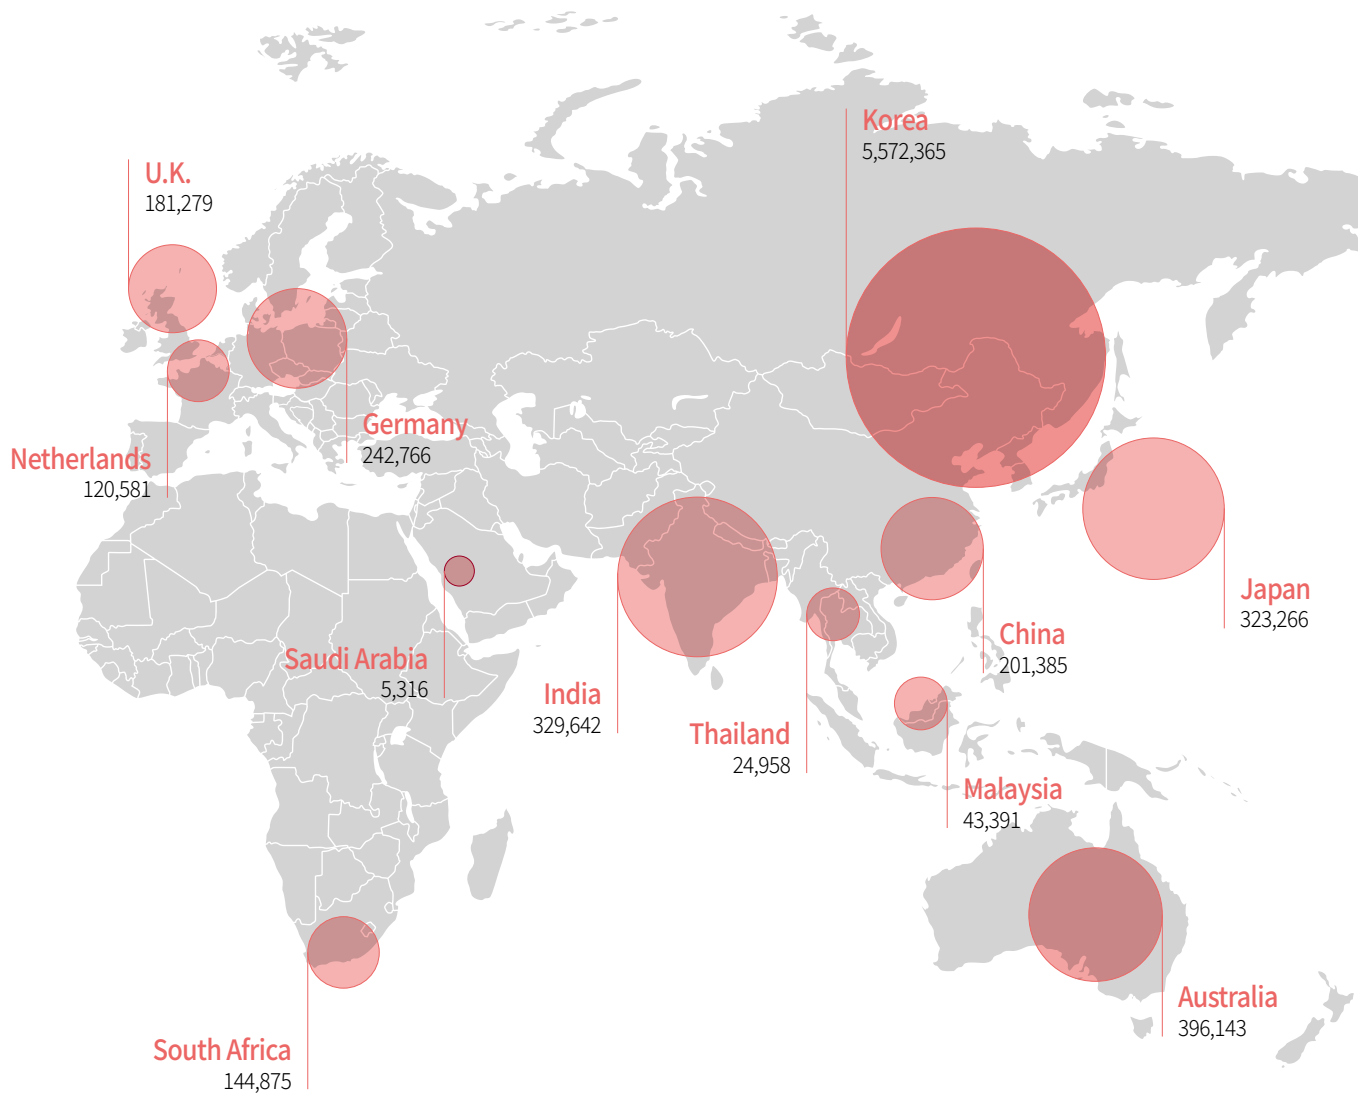 Korea
5,572,365
U.K.
181,279
Germany
242,766
Netherlands
120,581
Japan
323,266
China
201,385
Saudi Arabia
5,316
India
329,642
Thailand
24,958
Malaysia
43,391
Australia
396,143
South Africa
144,875